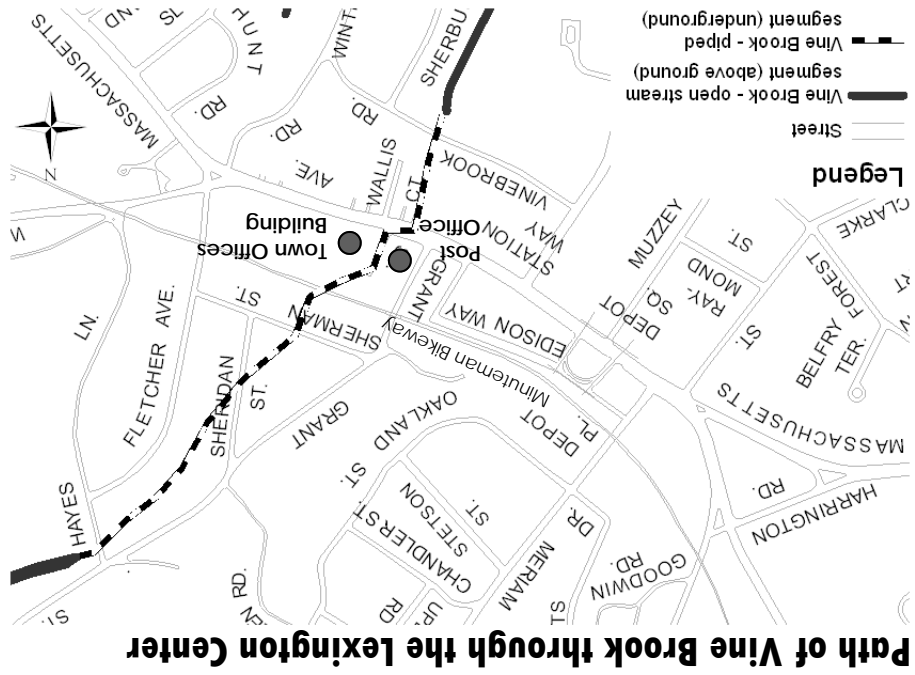 Path of Vine Brook through the Lexington Center
HARRINGTON
RD.
GOODWIN
RD.
MERIAM
DR.
CHANDLER ST.
STETSON
ST.
OAKLAND
ST.
UP
RD
EN RD.
HAYES
LN.
MASSACHUSETTS
BELFRY
TER.
FOREST
ST.
CLARKE
RAY-
MOND
ST.
MUZZEY
DEPOT
SQ.
DEPOT
PL.
Minuteman Bikeway
EDISON WAY
GRANT
GRANT
SHERMAN
ST.
SHERIDAN
ST.
FLETCHER AVE.
Post
Office
Town Offices
Building
STATION
WAY
VINEBROOK
RD.
WALLIS
CT.
AVE.
RD.
SHERBU
WINT
HUNT
RD.
MASSACHUSETTS
N
Legend
Street
Vine Brook - open stream
segment (above ground)
Vine Brook - piped
segment (underground)